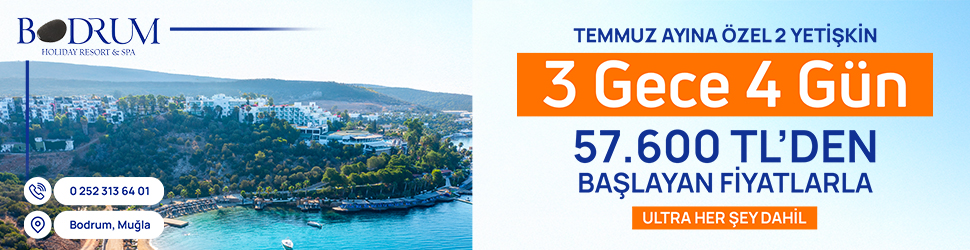 BODRUM
HOLIDAY RESORT & SPA
0 252 313 64 01
Bodrum, Muğla
TEMMUZ AYINA ÖZEL 2 YETİŞKİN
3 Gece 4 Gün
57.600 TL'DEN
BAŞLAYAN FİYATLARLA
ULTRA HER ŞEY DAHİL